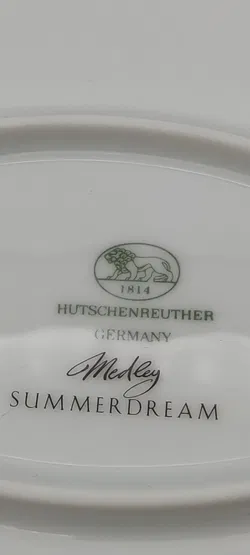 1814
HUTSCHENREUTHER
GERMANY
Medley
SUMMERDREAM